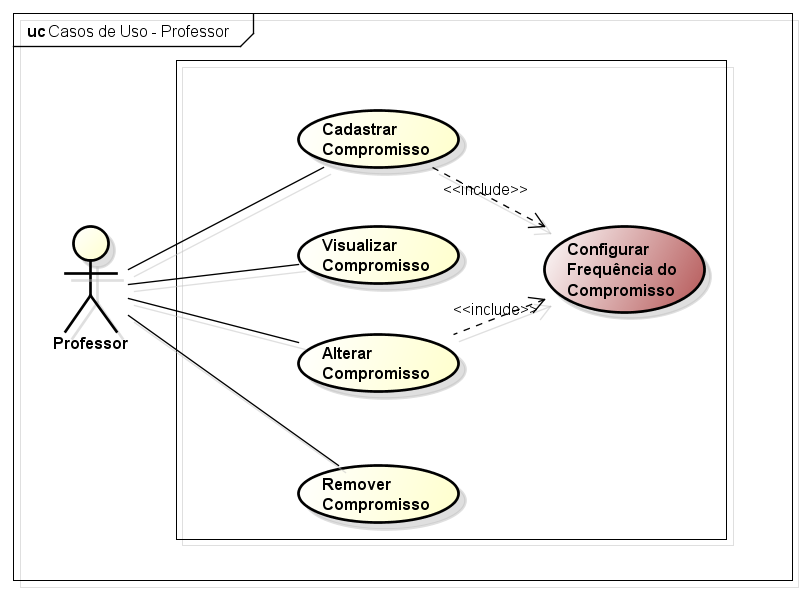 uc Casos de Uso - Professor
Cadastrar
Compromisso
<<include>>
Visualizar
Compromisso
Configurar
Frequência do
Compromisso
<<include>>
Professor
Alterar
Compromisso
Remover
Compromisso